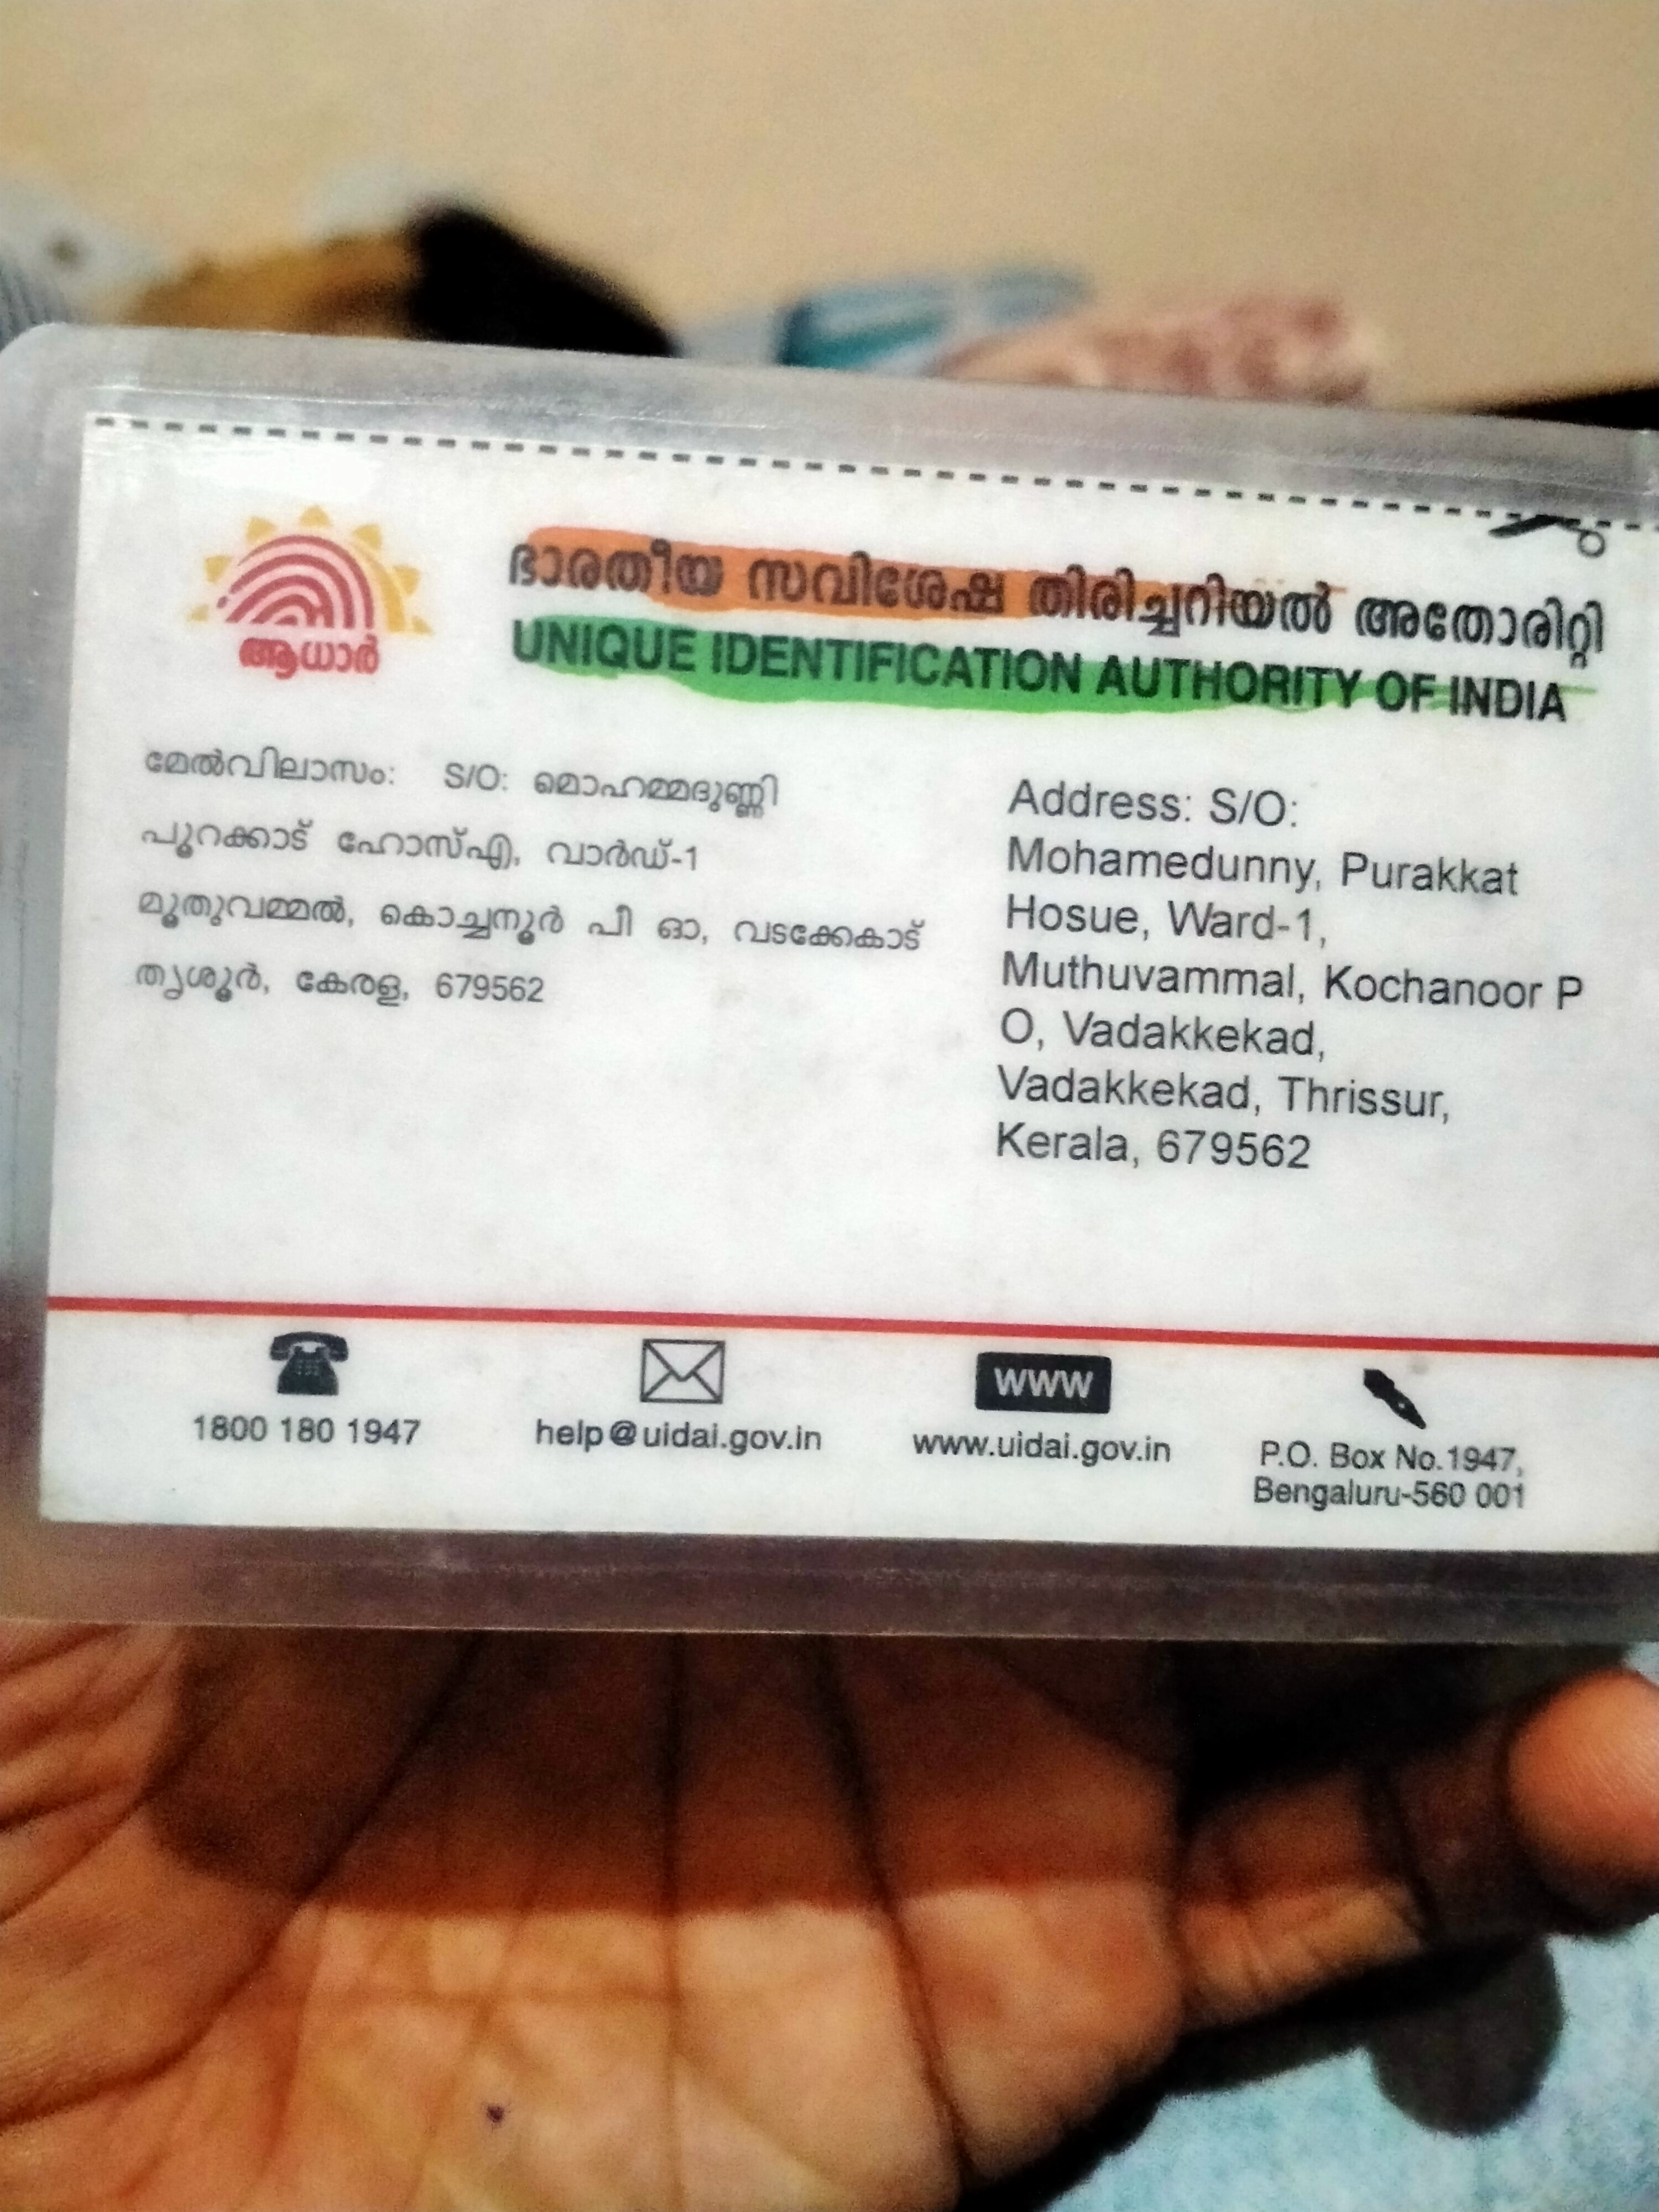 ആധാർ
ഭാരതീയ സവിശേഷ തിരിച്ചറിയൽ അതോരിറ്റി
UNIQUE IDENTIFICATION AUTHORITY OF INDIA
മേൽവിലാസം: S/O: മൊഹമ്മദുണ്ണി
പൂറക്കാട് ഹോസ്എ, വാർഡ്-1
മൂതുവമ്മൽ, കൊച്ചനൂർ പീ ഓ, വടക്കേകാട്
തൃശൂർ, കേരള, 679562
Address: S/O:
Mohamedunny, Purakkat
Hosue, Ward-1,
Muthuvammal, Kochanoor P
O, Vadakkekad,
Vadakkekad, Thrissur,
Kerala, 679562
1800 180 1947
help@uidai.gov.in
WWW
www.uidai.gov.in
P.O. Box No.1947,
Bengaluru-560 001